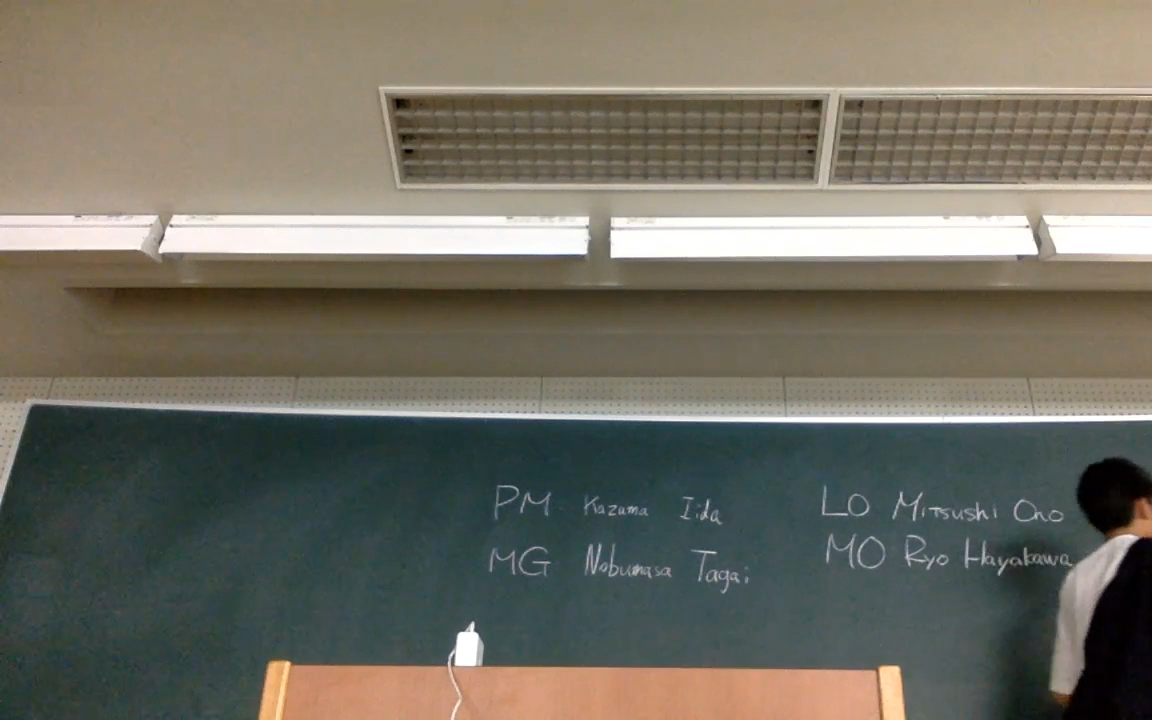 PM Kazuma Iida
MG Nobumasa Tagai
LO Mitsushi Ono
MO Ryo Hayakawa